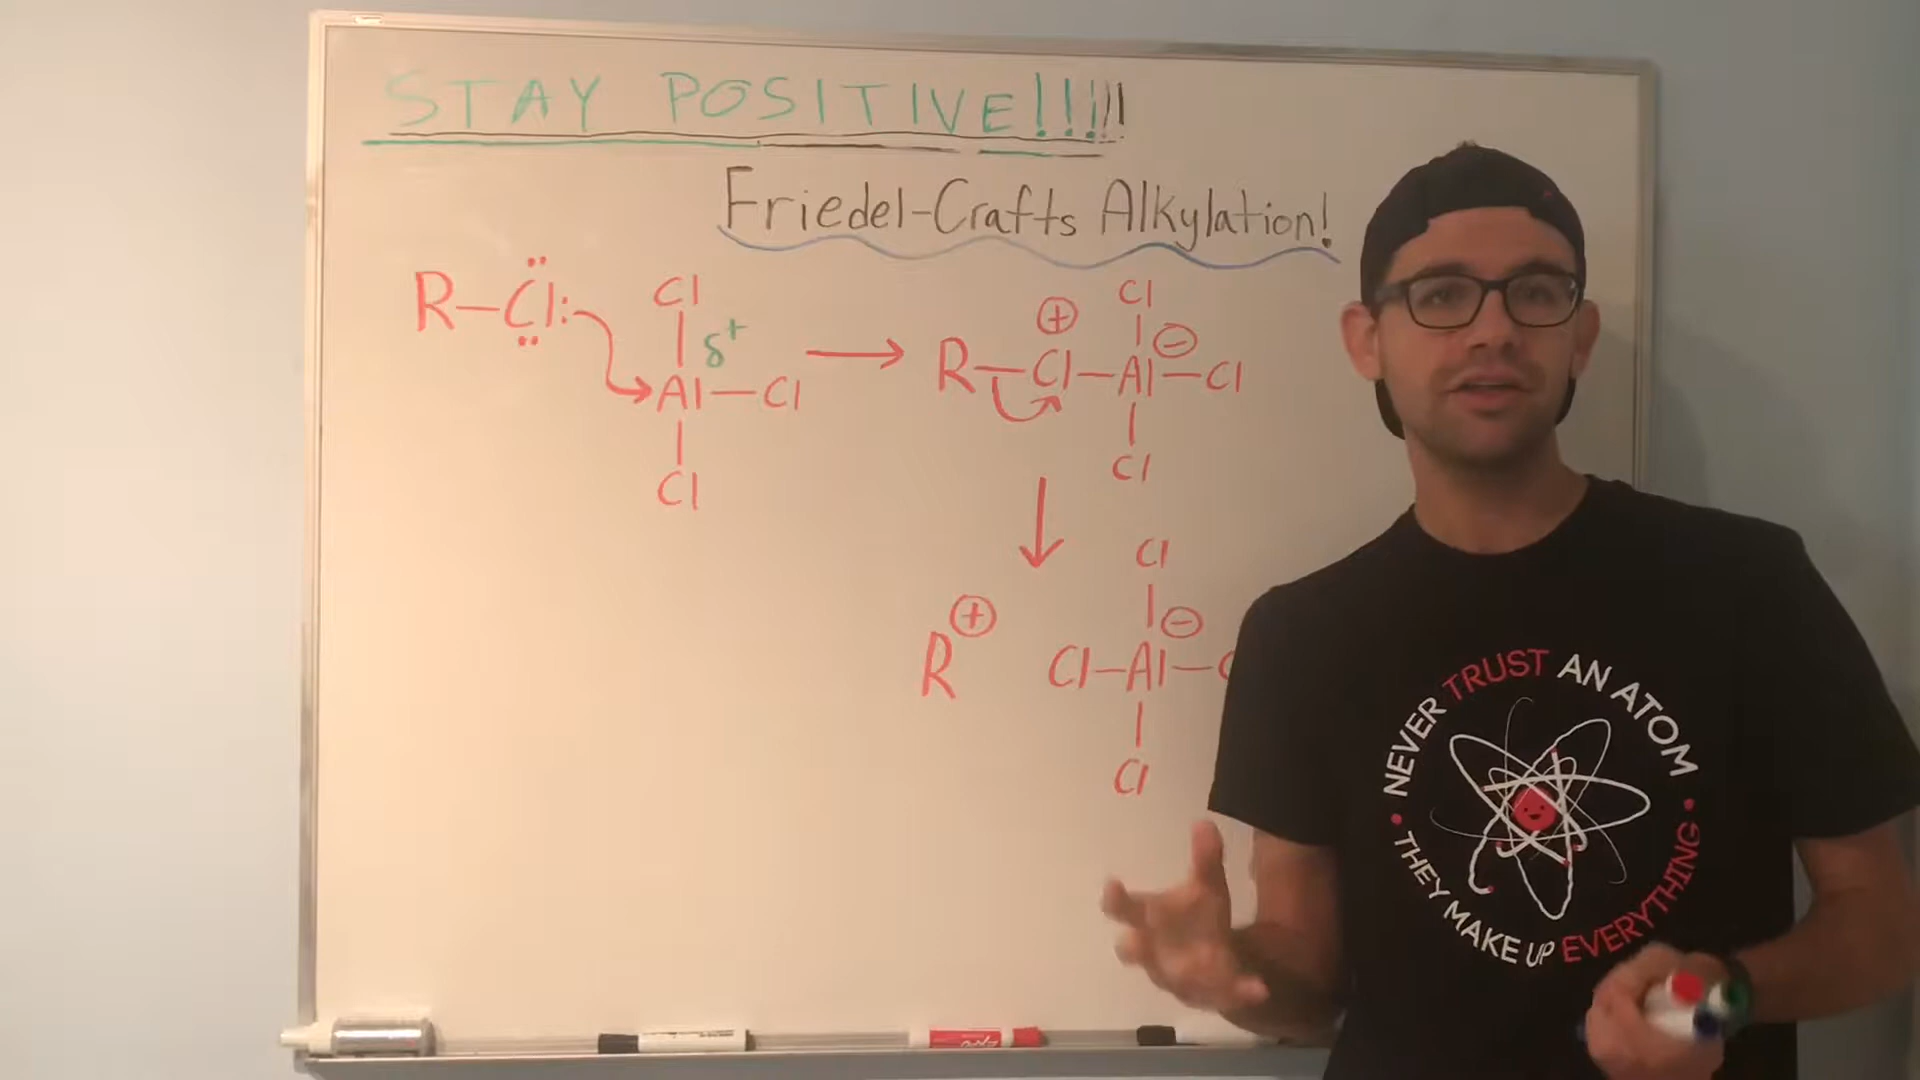 STAY POSITIVE!!!!!
Friedel-Crafts Alkylation!
R—Cl:
Cl
δ+
Al—Cl
Cl
Cl
⊕
⊖
R—Cl—Al—Cl
Cl
Cl
⊕
⊖
R
Cl—Al—
Cl
NEVER TRUST AN ATOM
THEY MAKE UP EVERYTHING